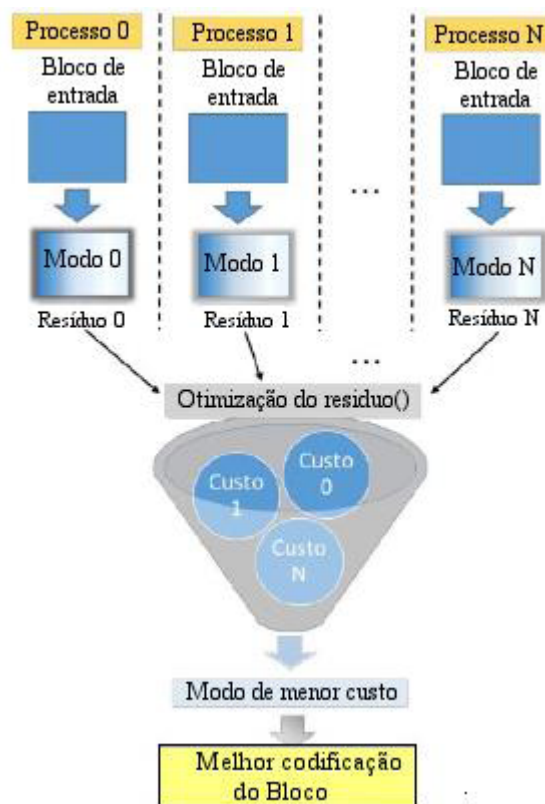 Processo 0
Processo 1
Processo N
Bloco de
entrada
Bloco de
entrada
Bloco de
entrada
...
Modo 0
Modo 1
Modo N
Resíduo 0
Resíduo 1
Resíduo N
...
Otimização do residuo()
Custo
0
Custo
1
Custo
N
Modo de menor custo
Melhor codificação
do Bloco